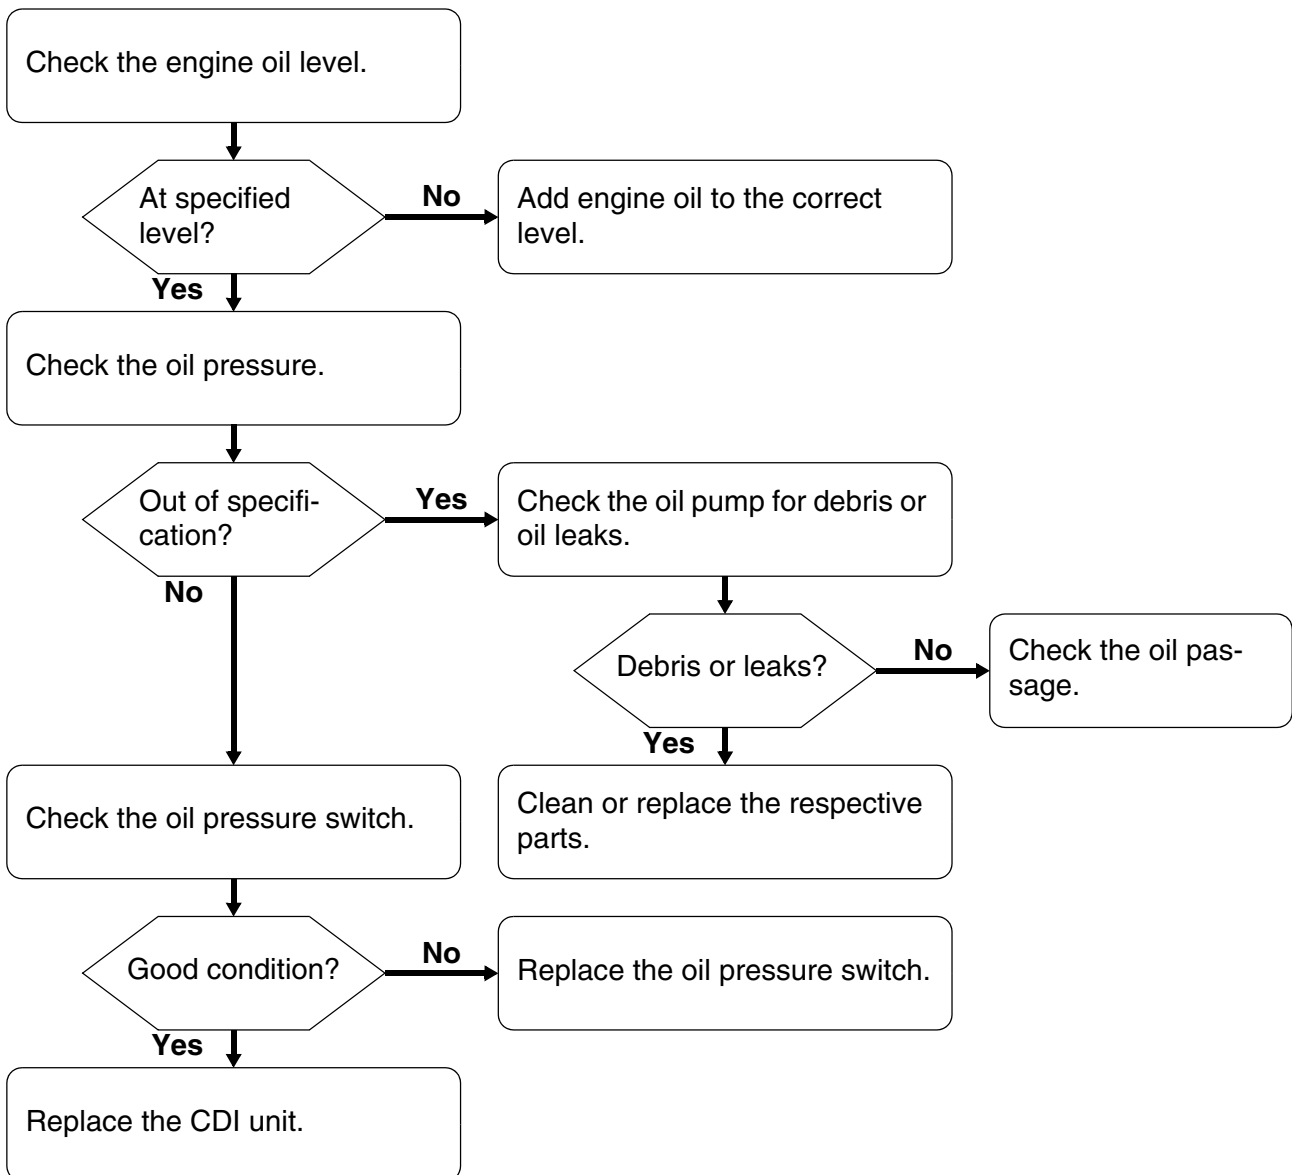 Check the engine oil level.
At specified
level?
No
Add engine oil to the correct
level.
Yes
Check the oil pressure.
Out of specifi-
cation?
Yes
Check the oil pump for debris or
oil leaks.
No
Debris or leaks?
No
Check the oil pas-
sage.
Yes
Check the oil pressure switch.
Clean or replace the respective
parts.
Good condition?
No
Replace the oil pressure switch.
Yes
Replace the CDI unit.